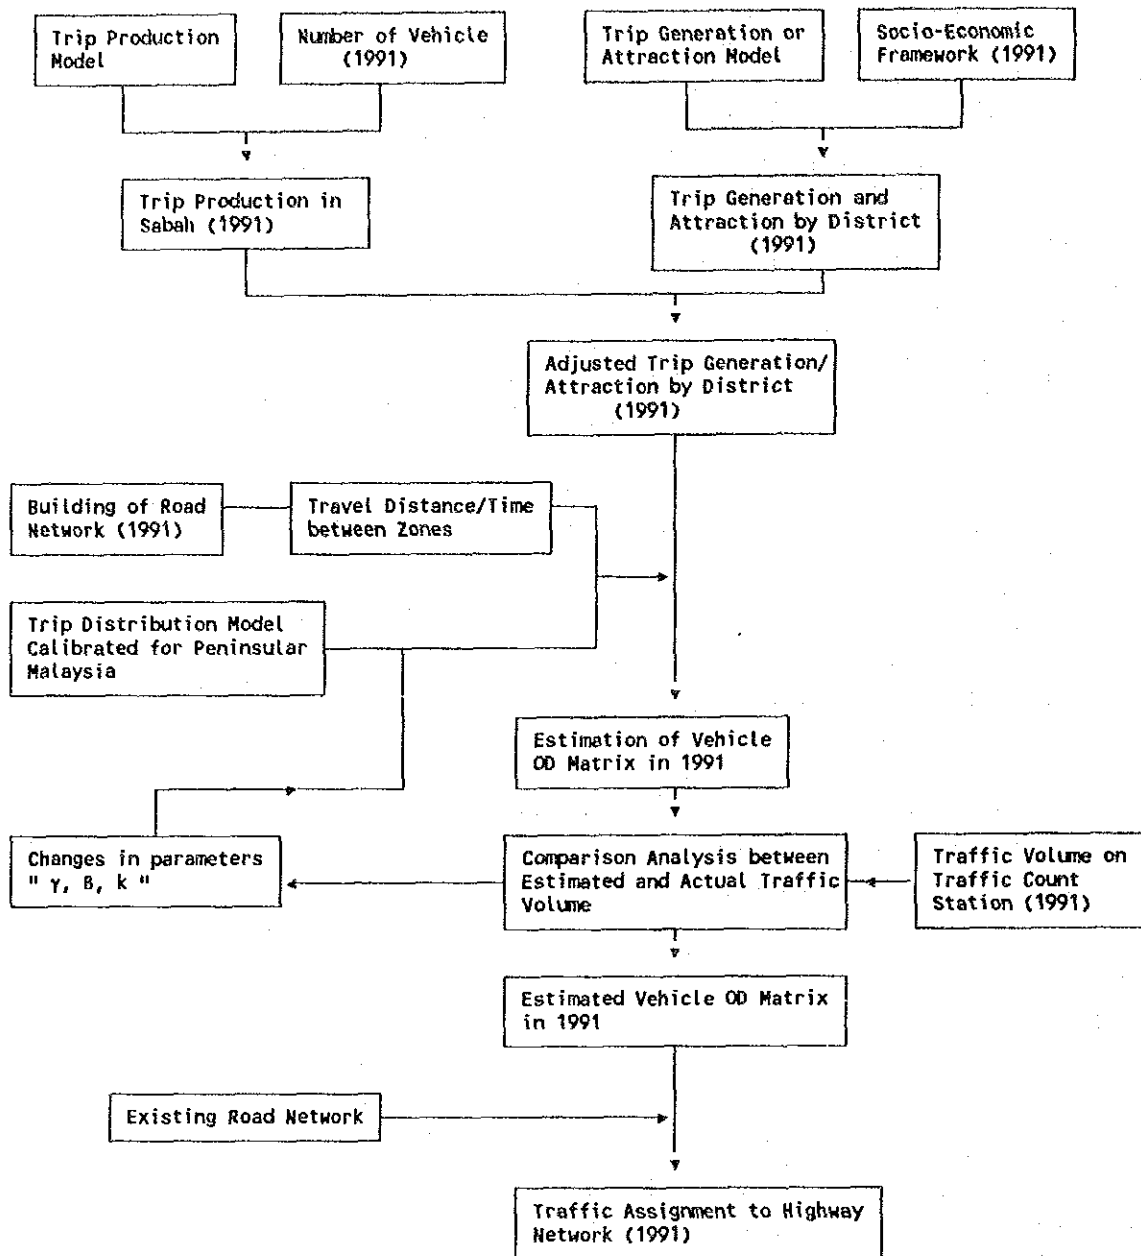 Trip Production
Model
Number of Vehicle
(1991)
Trip Generation or
Attraction Model
Socio-Economic
Framework (1991)
Trip Production in
Sabah (1991)
Trip Generation and
Attraction by District
(1991)
Adjusted Trip Generation/
Attraction by District
(1991)
Building of Road
Network (1991)
Travel Distance/Time
between Zones
Trip Distribution Model
Calibrated for Peninsular
Malaysia
Estimation of Vehicle
OD Matrix in 1991
Changes in parameters
" γ, B, k "
Comparison Analysis between
Estimated and Actual Traffic
Volume
Traffic Volume on
Traffic Count
Station (1991)
Estimated Vehicle OD Matrix
in 1991
Existing Road Network
Traffic Assignment to Highway
Network (1991)